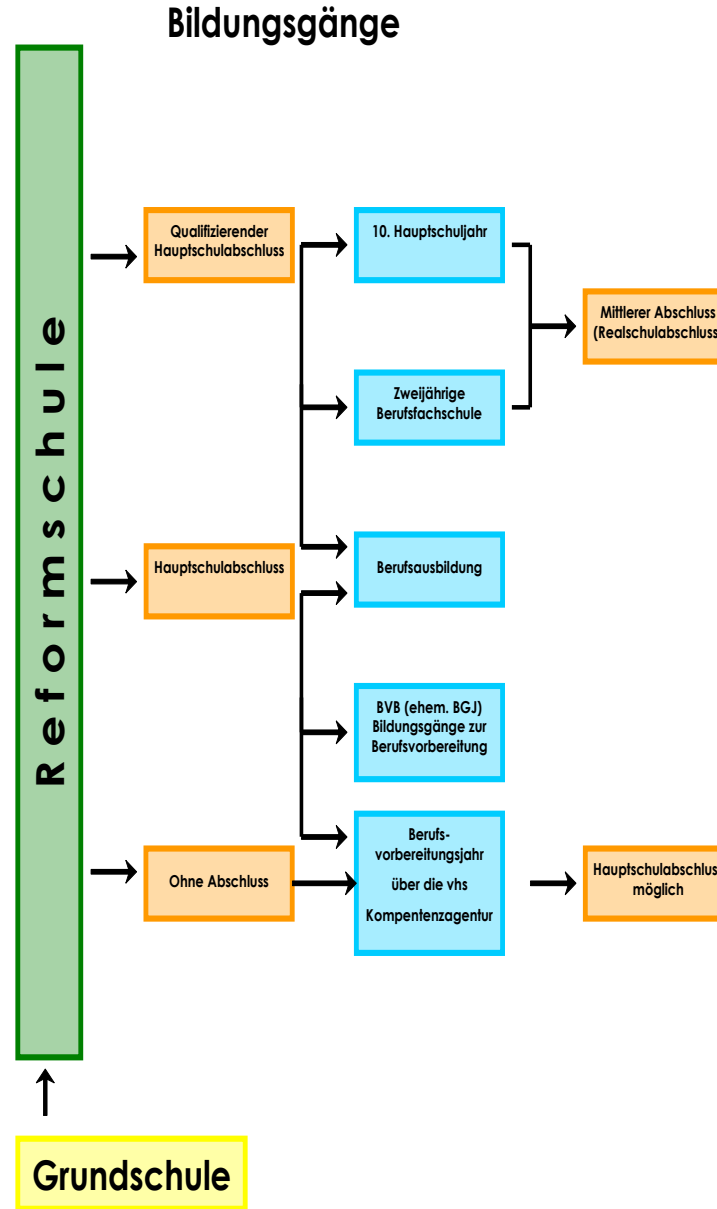 Bildungsgänge
Reformschule
Qualifizierender
Hauptschulabschluss
10. Hauptschuljahr
Mittlerer Abschluss
(Realschulabschluss
Zweijährige
Berufsfachschule
Hauptschulabschluss
Berufsausbildung
BVB (ehem. BGJ)
Bildungsgänge zur
Berufsvorbereitung
Ohne Abschluss
Berufs-
vorbereitungsjahr
über die vhs
Kompentenzagentur
Hauptschulabschluss
möglich
Grundschule